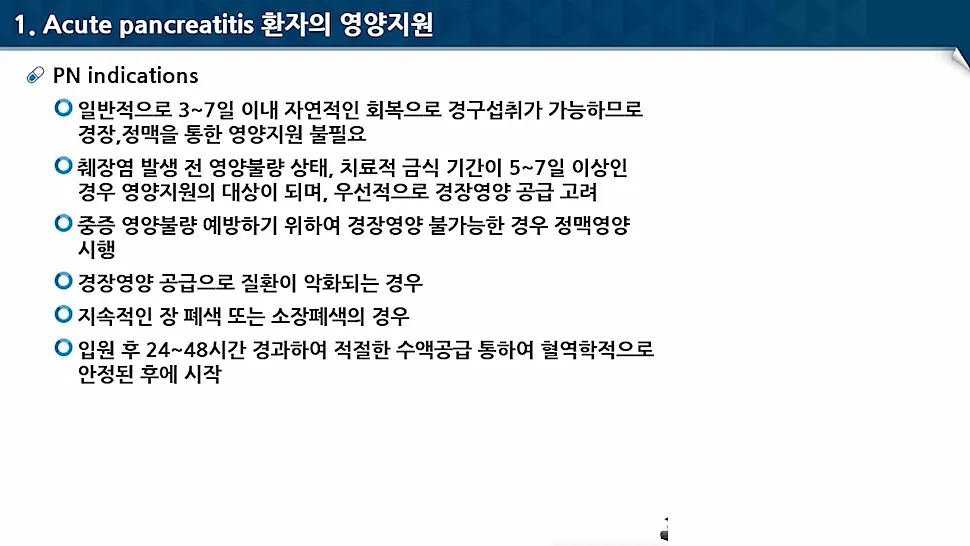 1. Acute pancreatitis 환자의 영양지원
PN indications
일반적으로 3~7일 이내 자연적인 회복으로 경구섭취가 가능하므로
경장,정맥을 통한 영양지원 불필요
췌장염 발생 전 영양불량 상태, 치료적 금식 기간이 5~7일 이상인
경우 영양지원의 대상이 되며, 우선적으로 경장영양 공급 고려
중증 영양불량 예방하기 위하여 경장영양 불가능한 경우 정맥영양
시행
경장영양 공급으로 질환이 악화되는 경우
지속적인 장 폐색 또는 소장폐색의 경우
입원 후 24~48시간 경과하여 적절한 수액공급 통하여 혈역학적으로
안정된 후에 시작